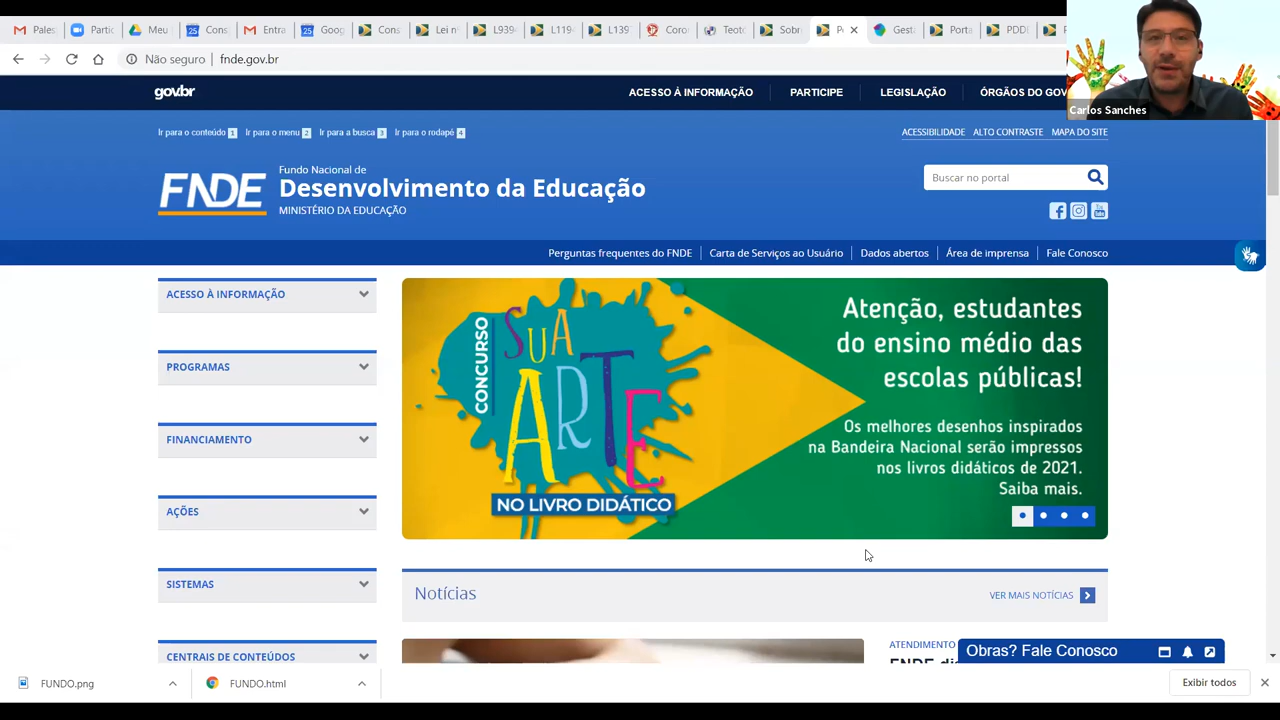 Pales
Partic
Meu
25 Cons
Entra
25 Goog
Cons
Lei n
L939
L119
L139
Coro
Teoto
Sobr
Po
Gest
Porta
PDD
Não seguro | fnde.gov.br
Carlos Sanches
gov.br
ACESSO À INFORMAÇÃO
PARTICIPE
LEGISLAÇÃO
ÓRGÃOS DO GOV
Ir para o conteúdo 1
Ir para o menu 2
Ir para a busca 3
Ir para o rodapé 4
ACESSIBILIDADE
ALTO CONTRASTE
MAPA DO SITE
FNDE
Fundo Nacional de
Desenvolvimento da Educação
MINISTÉRIO DA EDUCAÇÃO
Buscar no portal
Perguntas frequentes do FNDE
Carta de Serviços ao Usuário
Dados abertos
Área de imprensa
Fale Conosco
ACESSO À INFORMAÇÃO
PROGRAMAS
FINANCIAMENTO
AÇÕES
SISTEMAS
CENTRAIS DE CONTEÚDOS
CONCURSO
SUA
ARTE
NO LIVRO DIDÁTICO
Atenção, estudantes
do ensino médio das
escolas públicas!
Os melhores desenhos inspirados
na Bandeira Nacional serão impressos
nos livros didáticos de 2021.
Saiba mais.
Notícias
VER MAIS NOTÍCIAS
ATENDIMENTO
FNDE di
Obras? Fale Conosco
FUNDO.png
FUNDO.html
Exibir todos